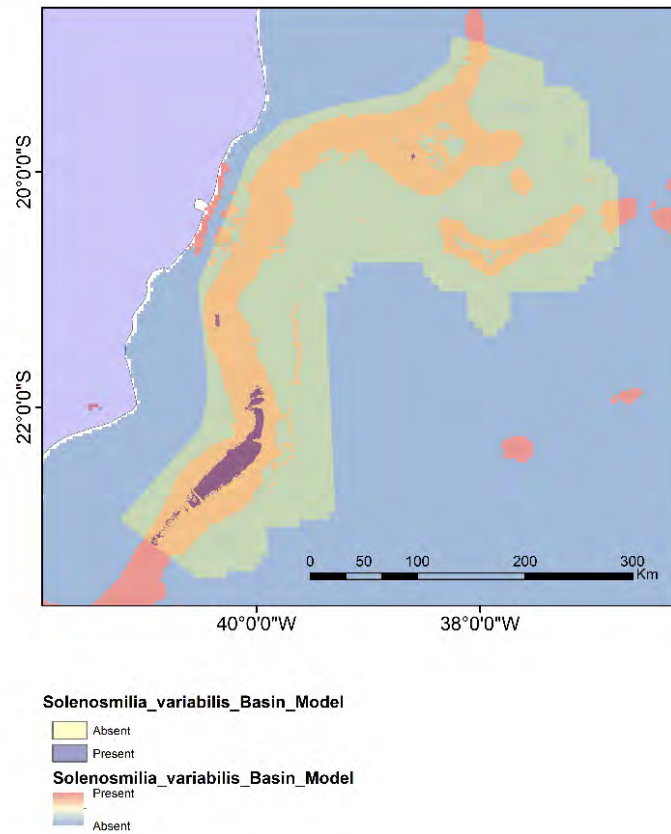 20°0'0"S
22°0'0"S
0 50 100 200 300
Km
40°0'0"W 38°0'0"W
Solenosmilia_variabilis_Basin_Model
Absent
Present
Solenosmilia_variabilis_Basin_Model
Present
Absent